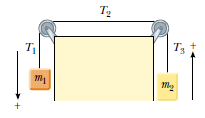 T₂
T₁
T₃ +
m₁
m₂
+